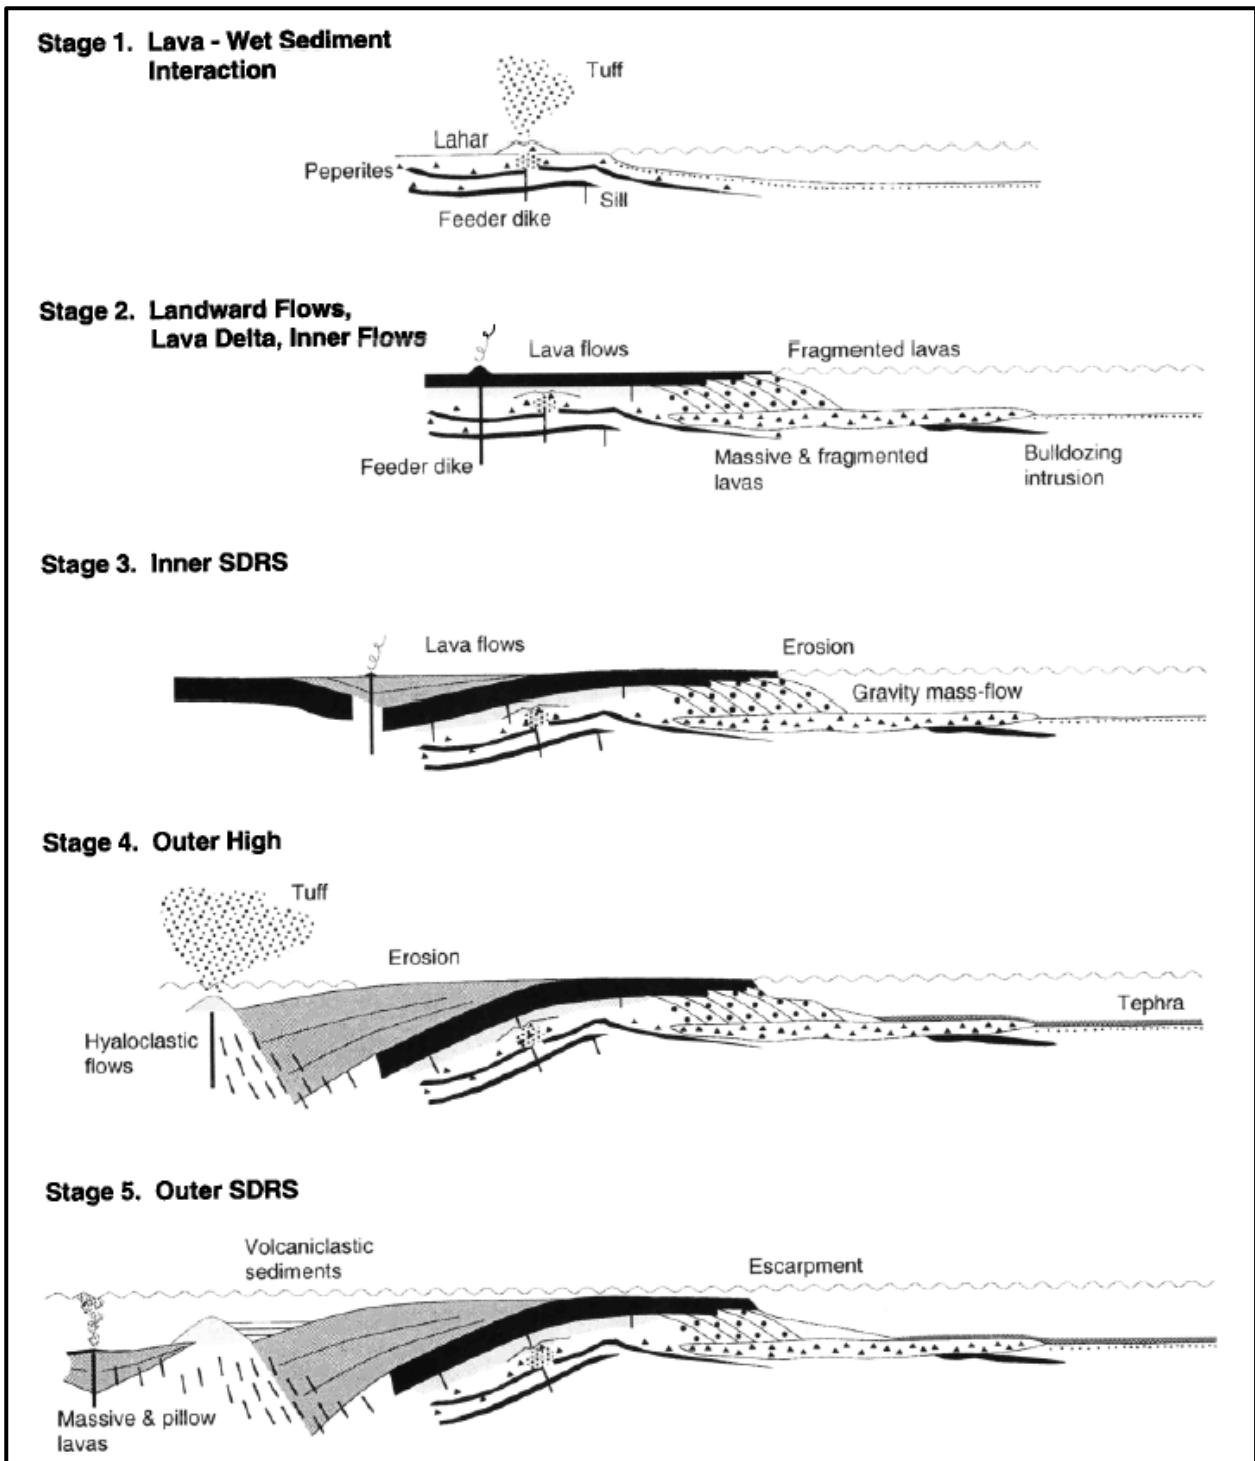 Stage 1. Lava - Wet Sediment
Interaction
Tuff
Lahar
Peperites
Sill
Feeder dike
Stage 2. Landward Flows,
Lava Delta, Inner Flows
Lava flows
Fragmented lavas
Feeder dike
Massive & fragmented
lavas
Bulldozing
intrusion
Stage 3. Inner SDRS
Lava flows
Erosion
Gravity mass-flow
Stage 4. Outer High
Tuff
Erosion
Tephra
Hyaloclastic
flows
Stage 5. Outer SDRS
Volcaniclastic
sediments
Escarpment
Massive & pillow
lavas